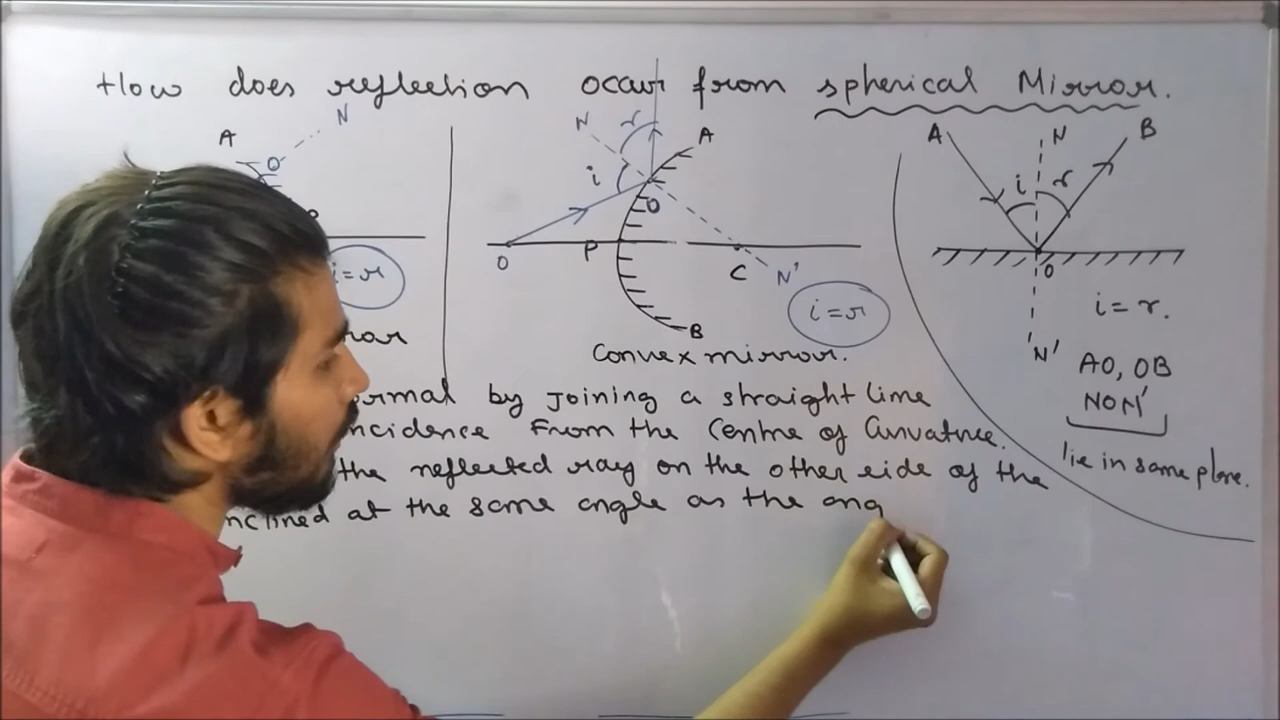 How does reflection occur from spherical Mirror.
A
N
O
i=r
N
r
A
i
O
O
P
C
N'
B
i=r
Convex mirror.
A
N
B
i
r
O
N'
i=r.
AO, OB
NON'
lie in same plane.
by joining a straight line
From the Centre of Curvature.
the reflected ray on the other side of the
at the same angle as the ang